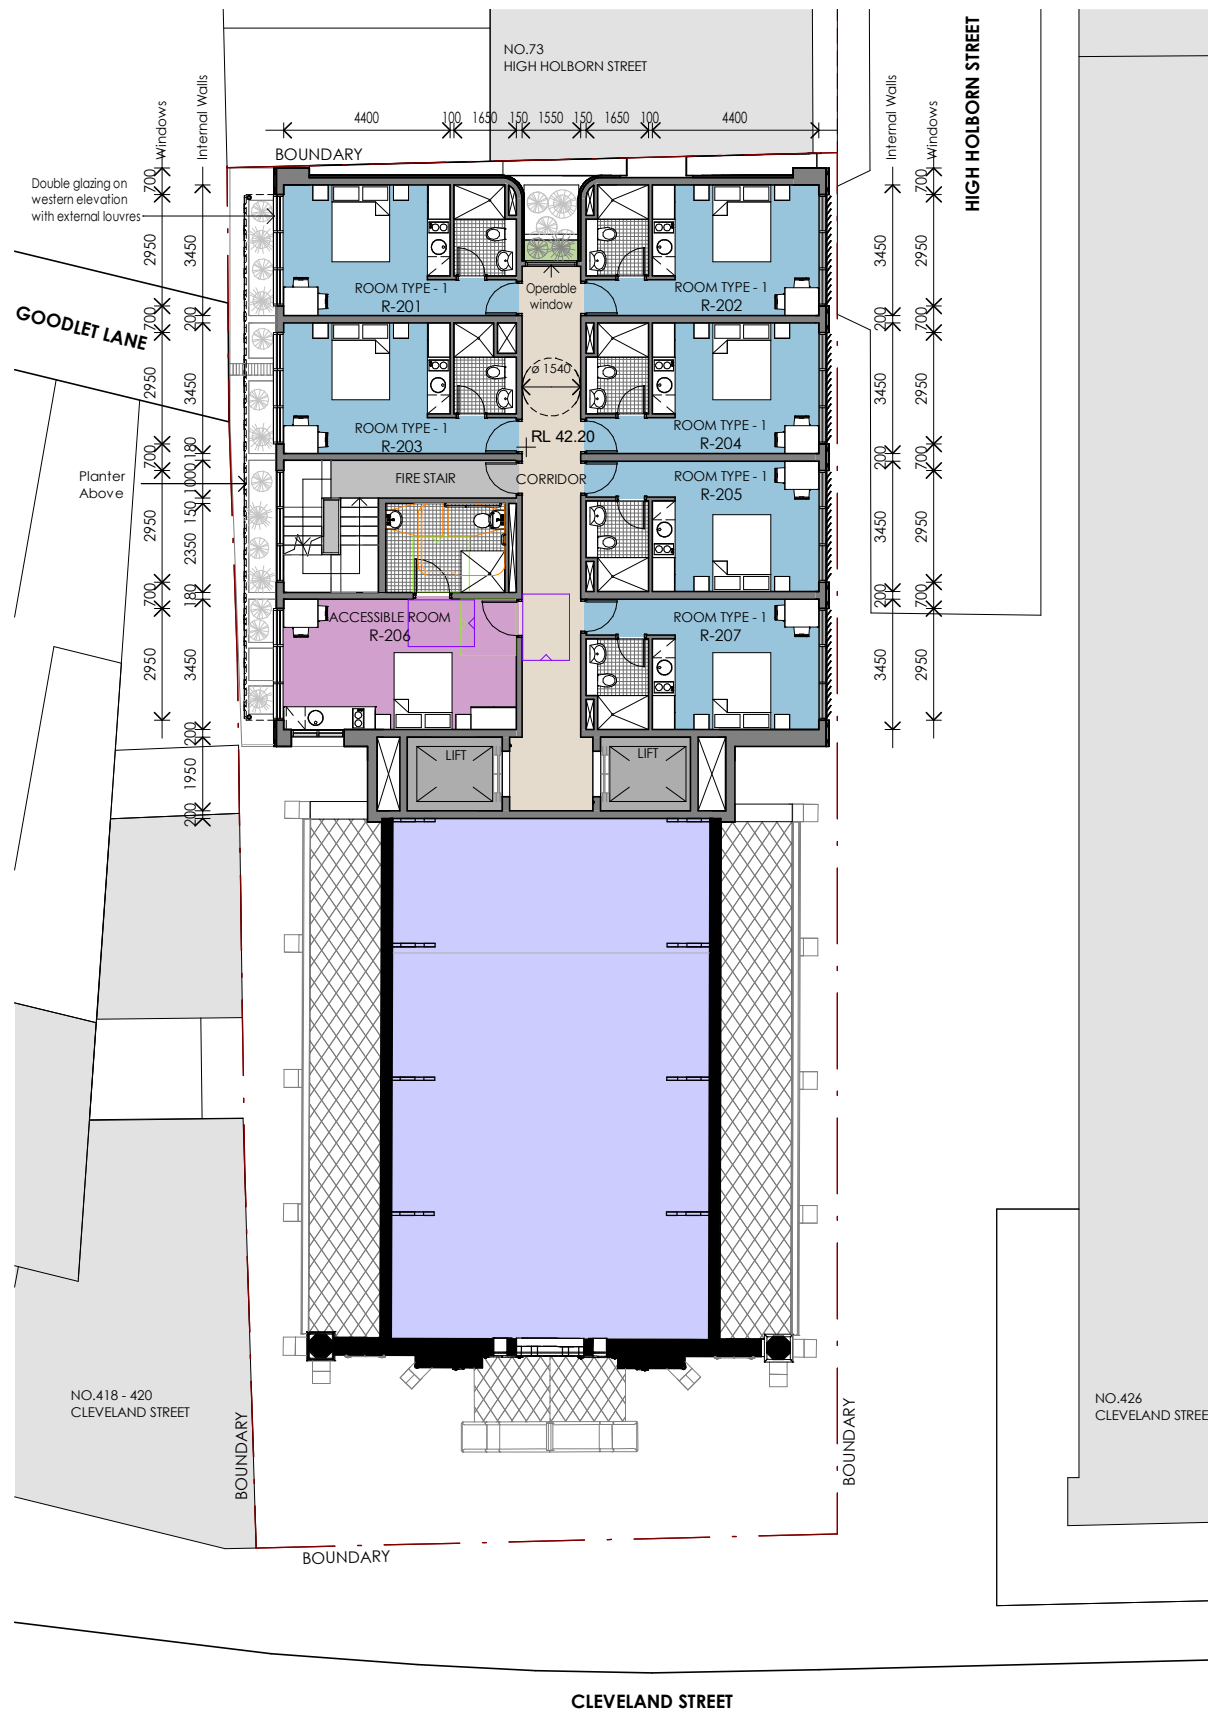 NO.73
HIGH HOLBORN STREET
HIGH HOLBORN STREET
Windows
Internal Walls
4400
100
1650
150
1550
150
1650
100
4400
Internal Walls
Windows
BOUNDARY
Double glazing on
western elevation
with external louvres
700
2950
700
2950
700
2950
700
2950
3450
200
3450
180
1000
150
2350
180
3450
200
1950
200
ROOM TYPE - 1
R-201
Operable
window
ROOM TYPE - 1
R-202
GOODLET LANE
ø 1540
ROOM TYPE - 1
R-203
RL 42.20
ROOM TYPE - 1
R-204
Planter
Above
FIRE STAIR
CORRIDOR
ROOM TYPE - 1
R-205
ACCESSIBLE ROOM
R-206
ROOM TYPE - 1
R-207
LIFT
LIFT
3450
200
3450
200
3450
200
3450
700
2950
700
2950
700
2950
700
2950
NO.418 - 420
CLEVELAND STREET
BOUNDARY
BOUNDARY
NO.426
CLEVELAND STREE
BOUNDARY
CLEVELAND STREET